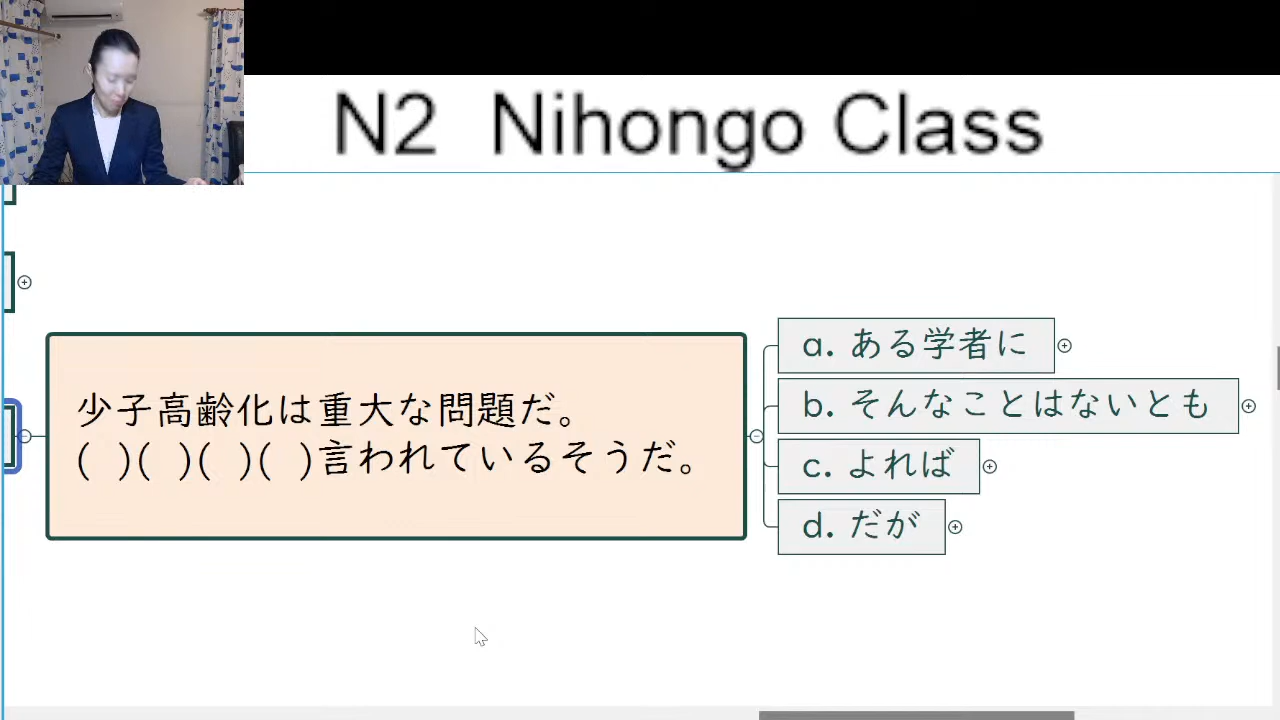 N2 Nihongo Class
少子高齢化は重大な問題だ。
( )( )( )( )言われているそうだ。
a. ある学者に
b. そんなことはないとも
c. よれば
d. だが